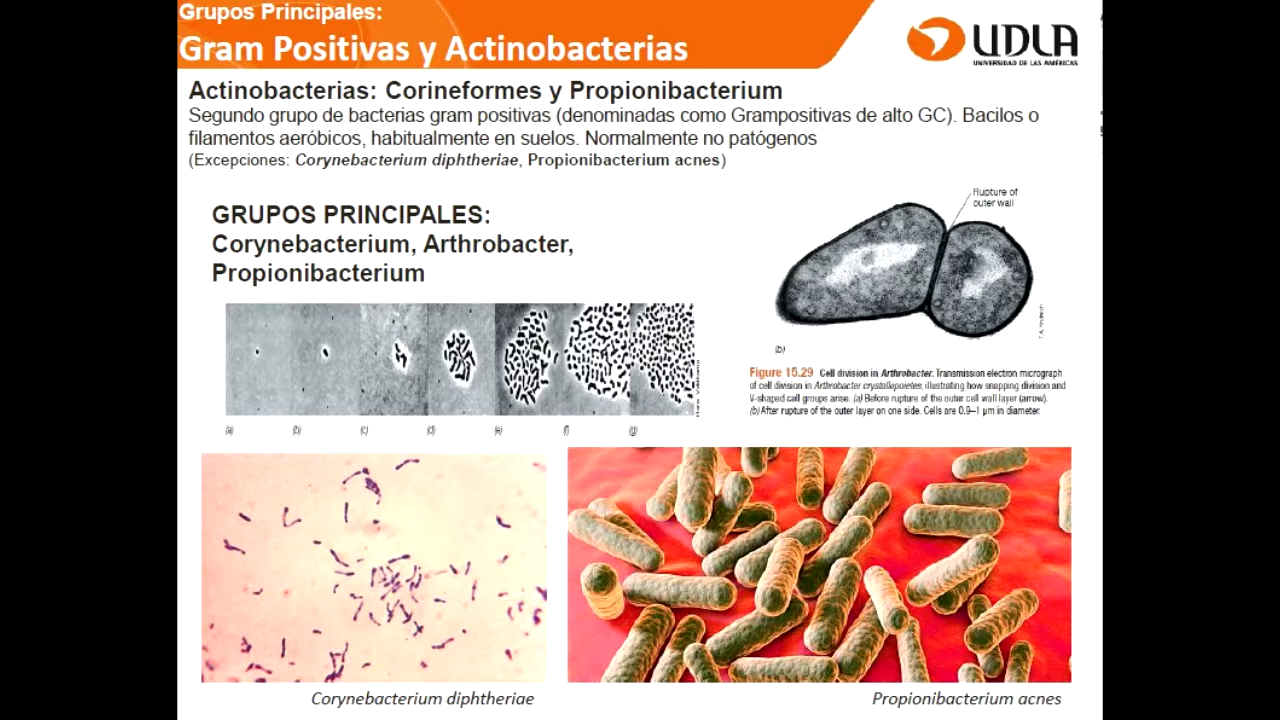 Grupos Principales:
Gram Positivas y Actinobacterias
UDLA
UNIVERSIDAD DE LAS AMÉRICAS
Actinobacterias: Corineformes y Propionibacterium
Segundo grupo de bacterias gram positivas (denominadas como Grampositivas de alto GC). Bacilos o
filamentos aeróbicos, habitualmente en suelos. Normalmente no patógenos
(Excepciones: Corynebacterium diphtheriae, Propionibacterium acnes)
GRUPOS PRINCIPALES:
Corynebacterium, Arthrobacter,
Propionibacterium
Rupture of
outer wall
(b)
Figure 15.29 Cell division in Arthrobacter. Transmission electron micrograph
of cell division in Arthrobacter crystallopoietes, illustrating how snapping division and
V-shaped cell groups arise. (a) Before rupture of the outer cell wall layer (arrow).
(b) After rupture of the outer layer on one side. Cells are 0.9–1 μm in diameter.
(a) (b) (c) (d) (e) (f) (g)
Corynebacterium diphtheriae
Propionibacterium acnes